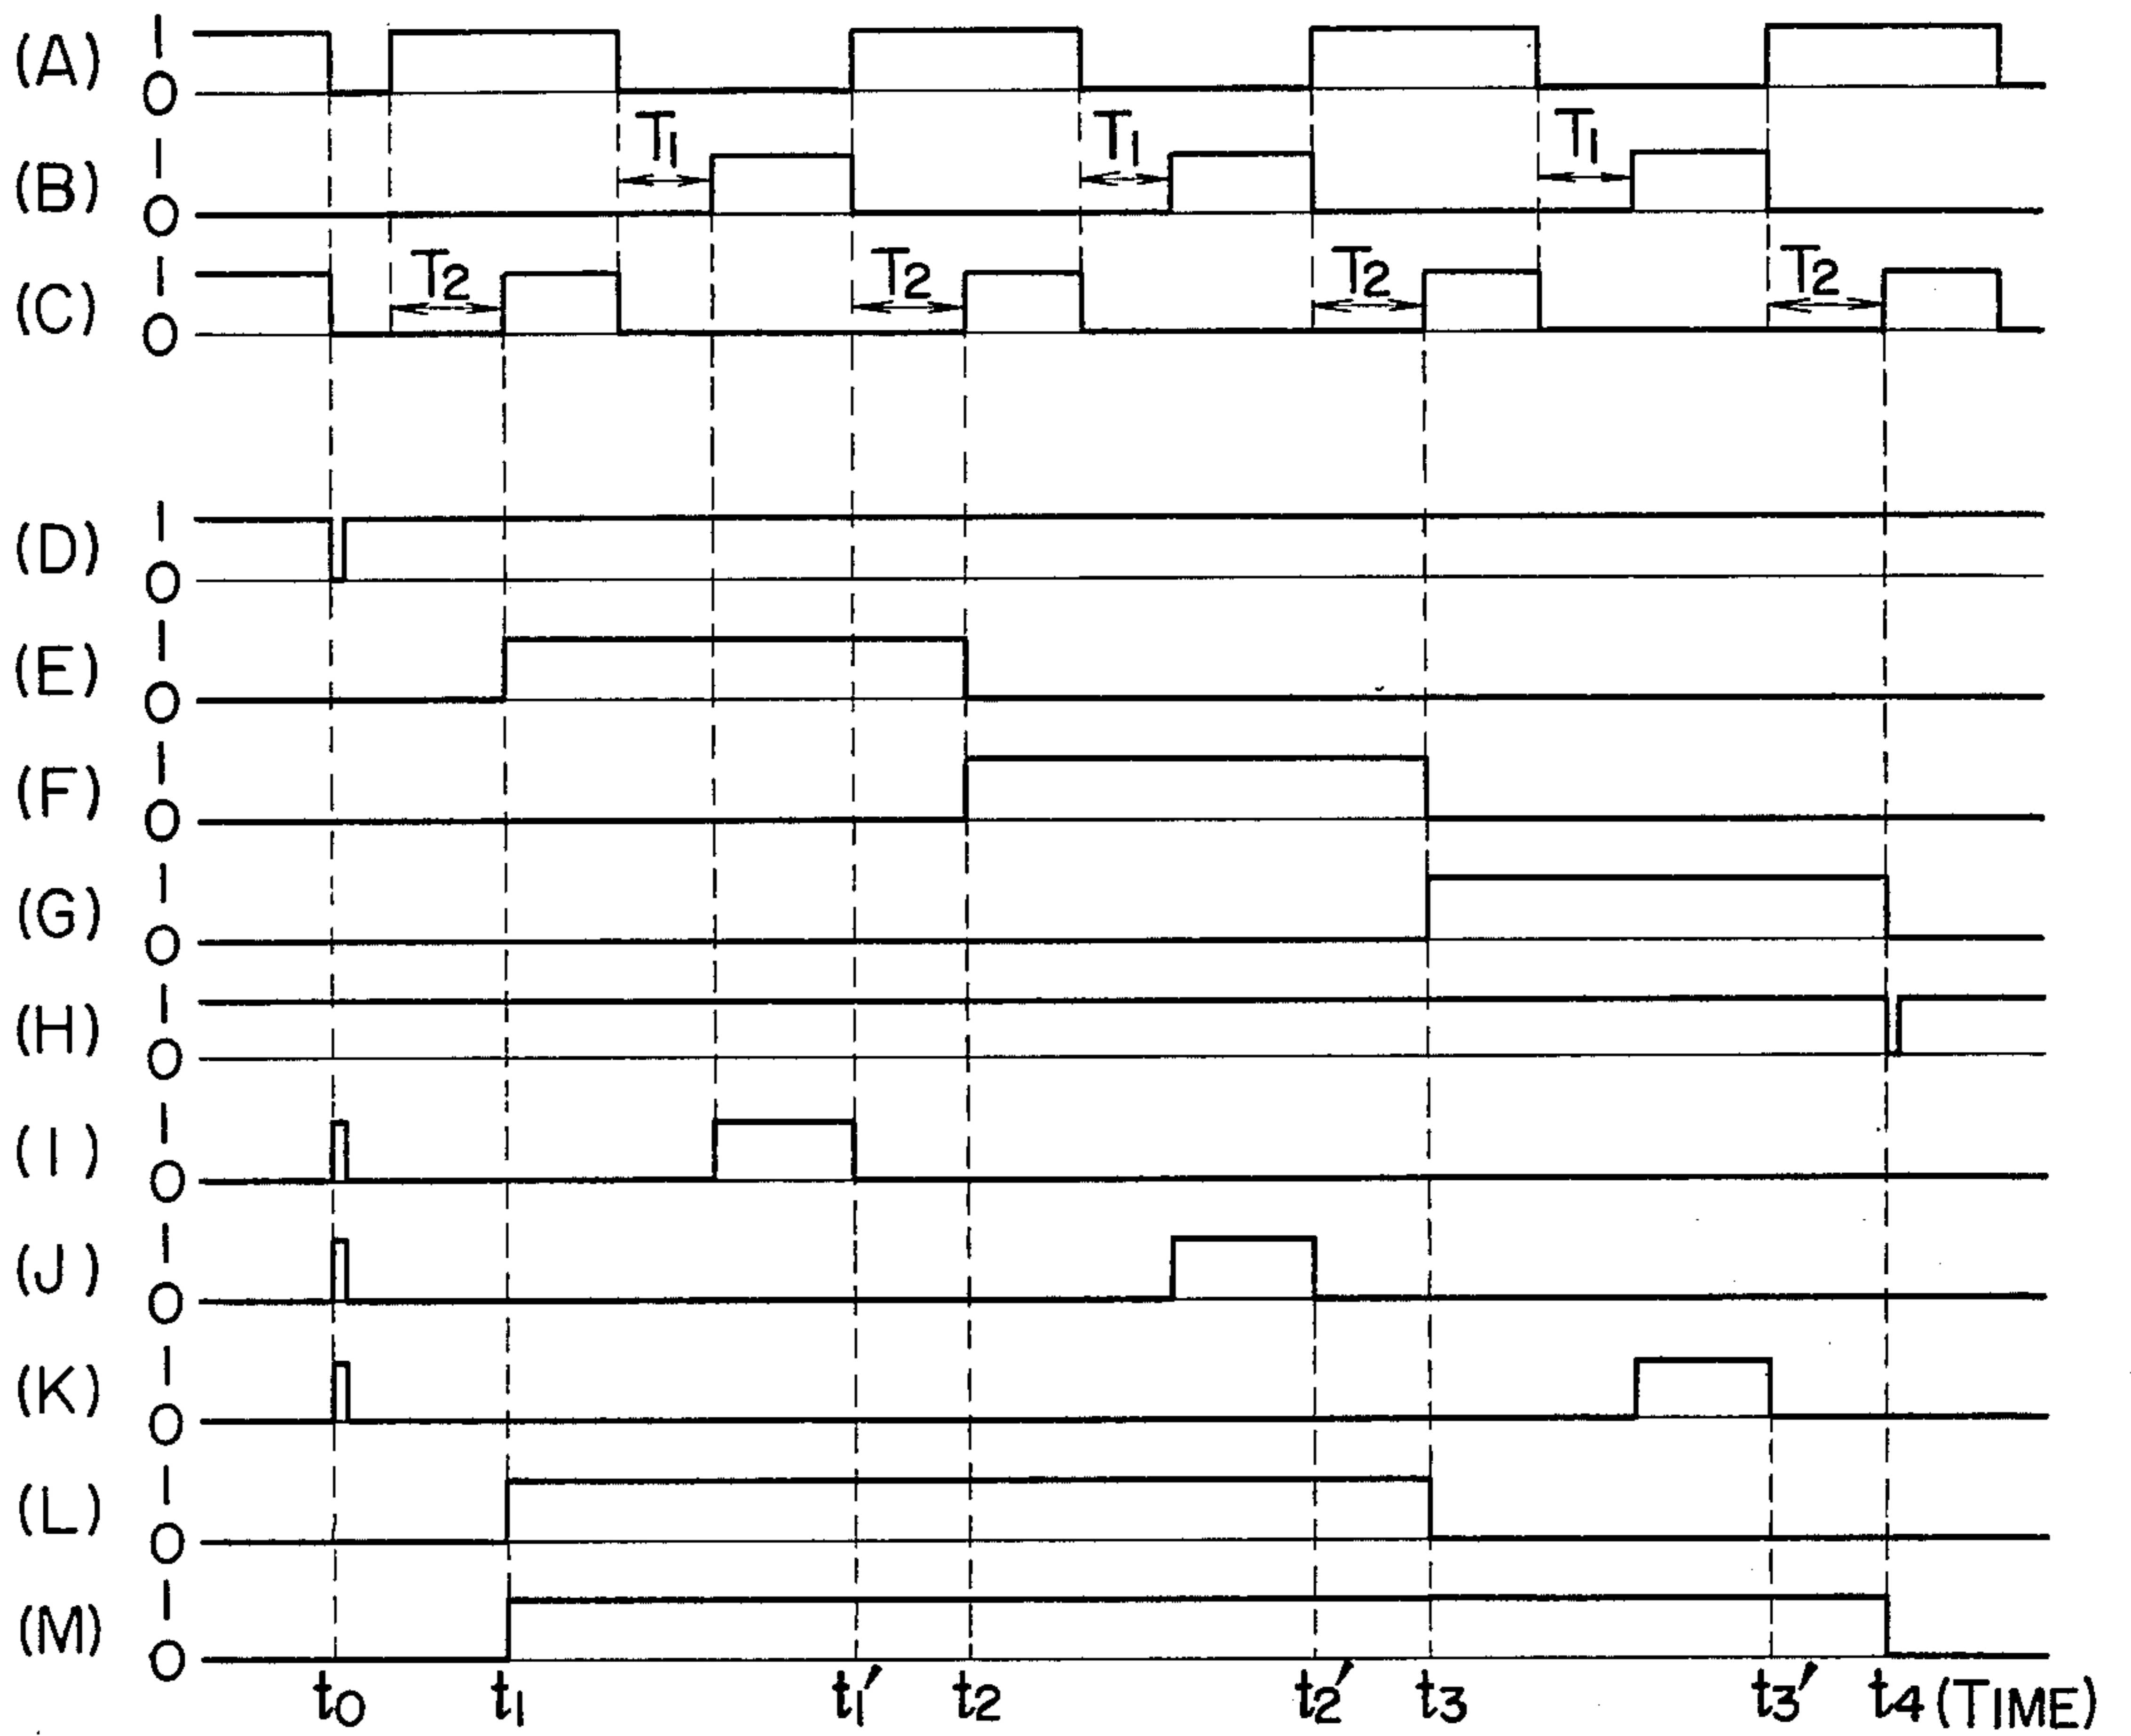 (A) 1
0
T1 T1 T1
(B) 1
0
T2 T2 T2 T2
(C) 1
0
(D) 1
0
(E) 1
0
(F) 1
0
(G) 1
0
(H) 1
0
(I) 1
0
(J) 1
0
(K) 1
0
(L) 1
0
(M) 1
0
t0 t1 t1' t2 t2' t3 t3' t4 (TIME)